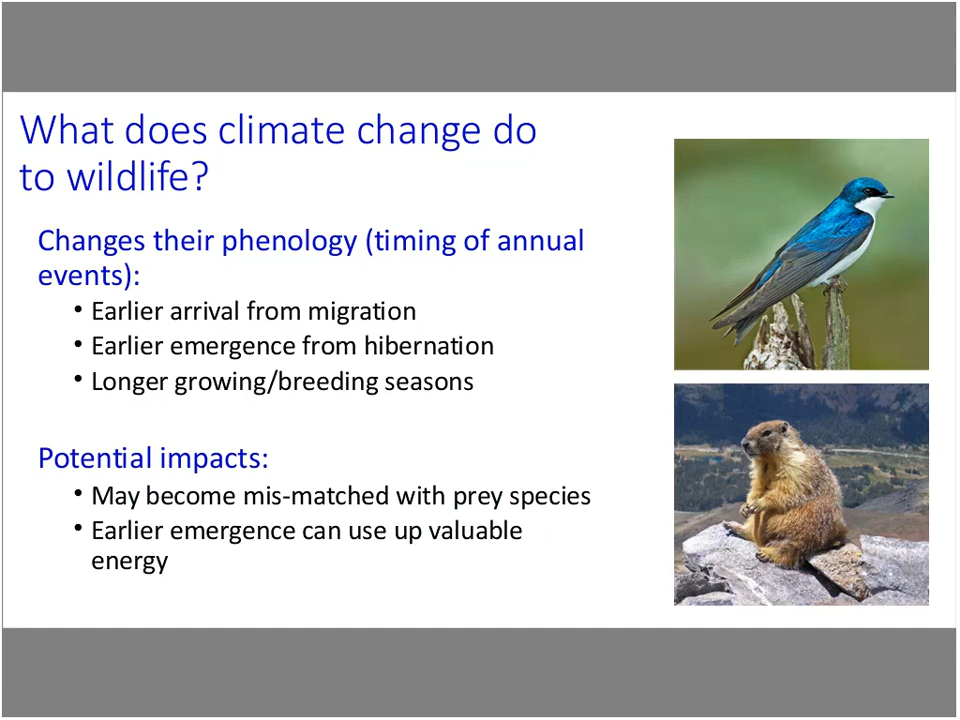 What does climate change do
to wildlife?
Changes their phenology (timing of annual
events):
• Earlier arrival from migration
• Earlier emergence from hibernation
• Longer growing/breeding seasons
Potential impacts:
• May become mis-matched with prey species
• Earlier emergence can use up valuable
energy